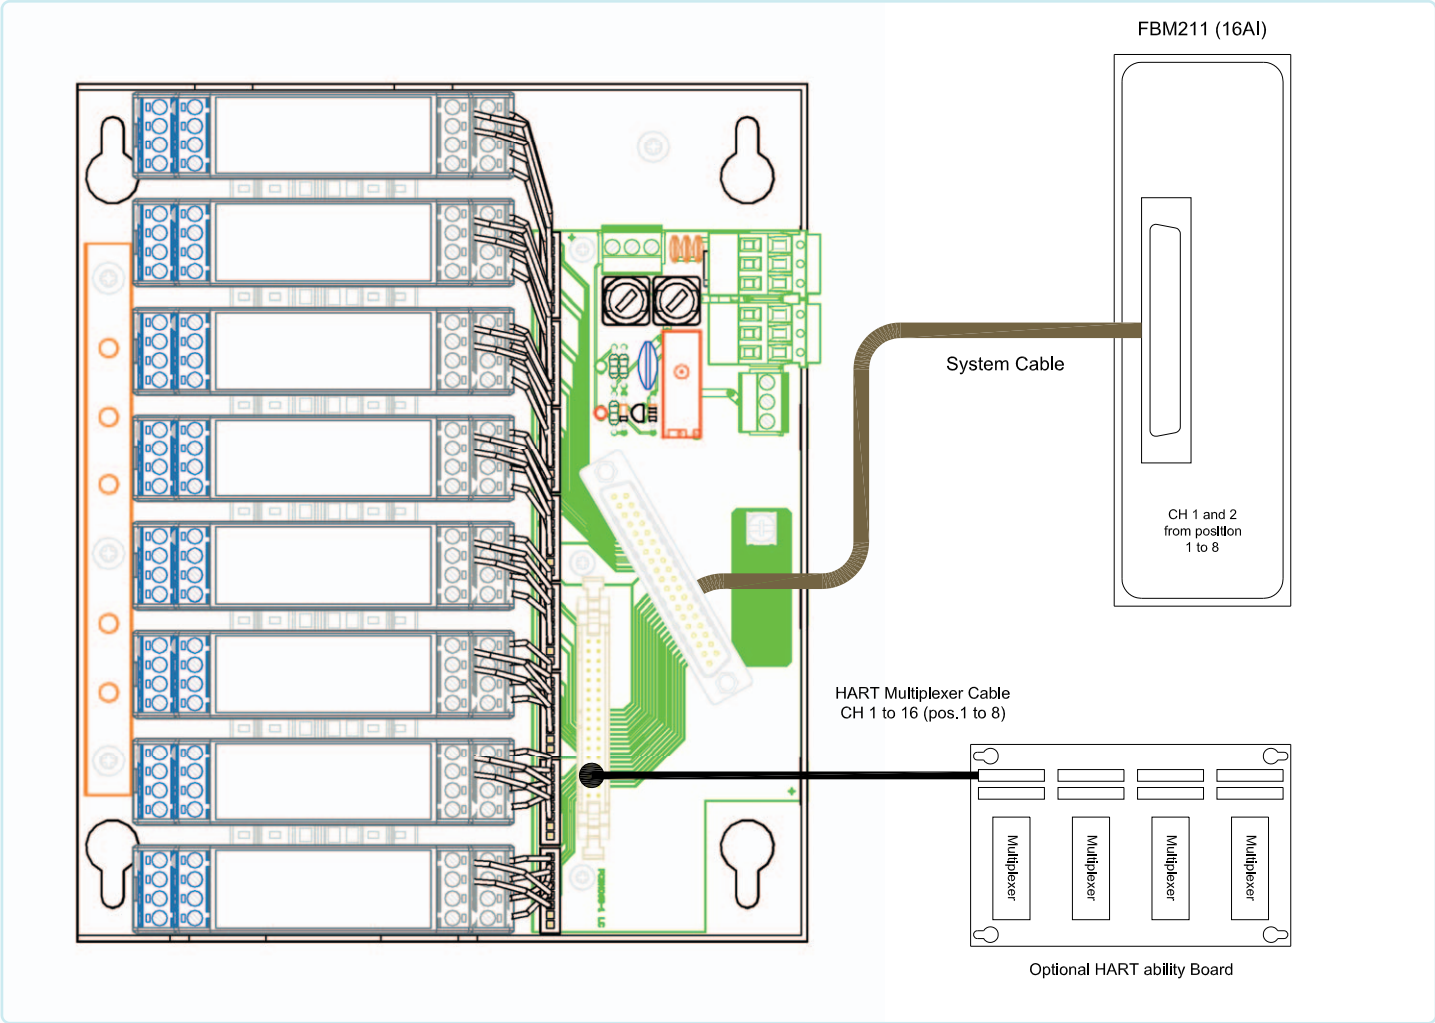 FBM211 (16AI)
System Cable
CH 1 and 2
from position
1 to 8
HART Multiplexer Cable
CH 1 to 16 (pos.1 to 8)
Multiplexer
Multiplexer
Multiplexer
Multiplexer
Optional HART ability Board